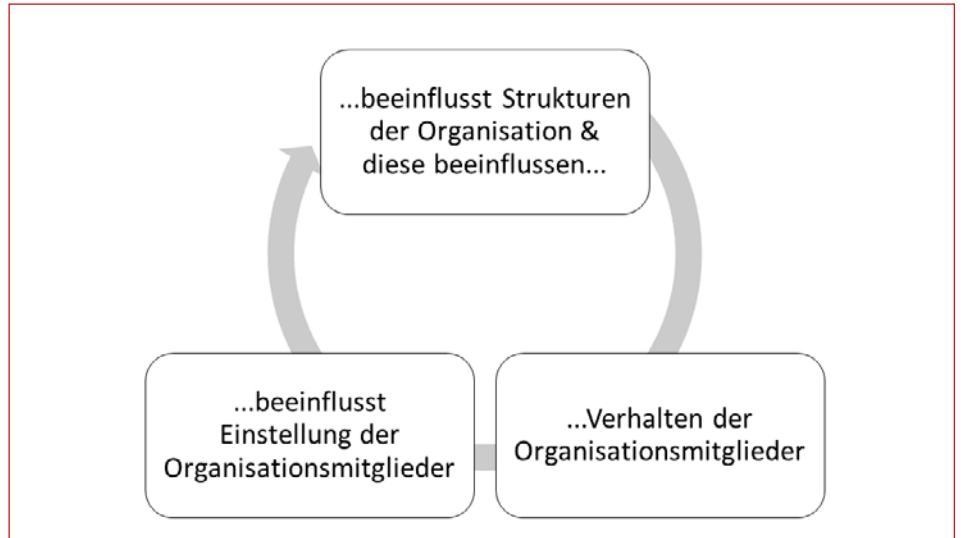 ...beeinflusst Strukturen
der Organisation &
diese beeinflussen...
...beeinflusst
Einstellung der
Organisationsmitglieder
...Verhalten der
Organisationsmitglieder